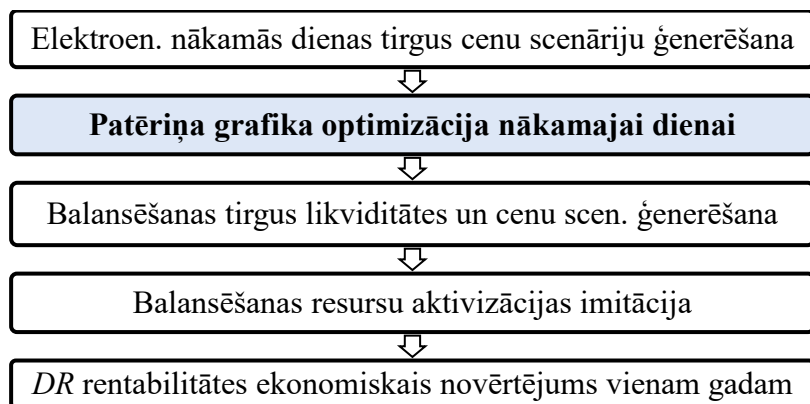 Elektroen. nākamās dienas tirgus cenu scenāriju ģenerēšana
Patēriņa grafika optimizācija nākamajai dienai
Balansēšanas tirgus likviditātes un cenu scen. ģenerēšana
Balansēšanas resursu aktivizācijas imitācija
DR rentabilitātes ekonomiskais novērtējums vienam gadam